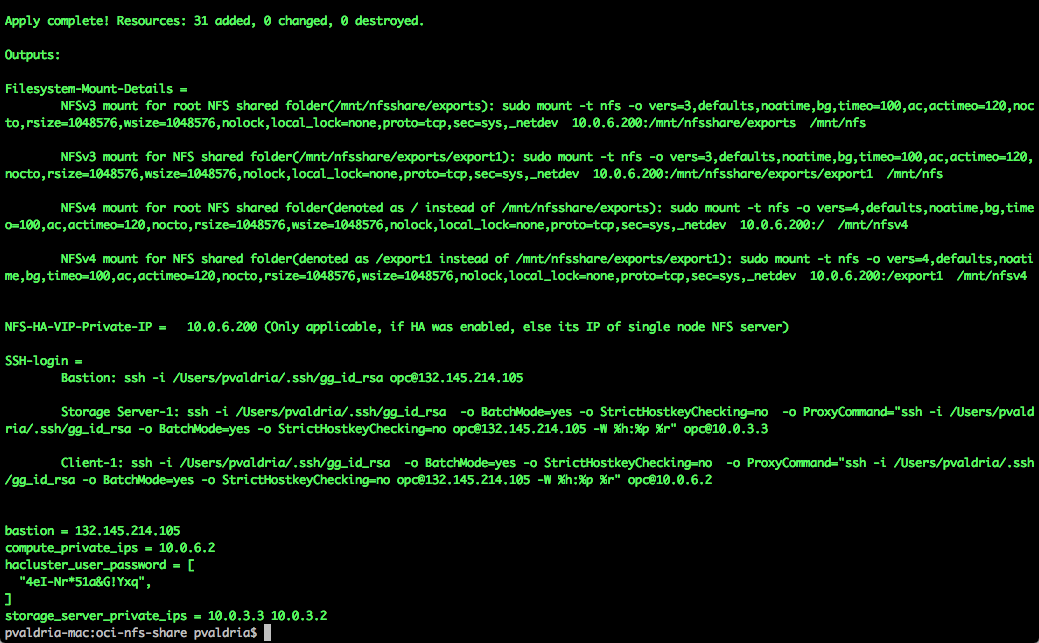 Apply complete! Resources: 31 added, 0 changed, 0 destroyed.
Outputs:
Filesystem-Mount-Details =
NFSv3 mount for root NFS shared folder(/mnt/nfsshare/exports): sudo mount -t nfs -o vers=3,defaults,noatime,bg,timeo=100,ac,actimeo=120,noc
to,rsize=1048576,wsize=1048576,nolock,local_lock=none,proto=tcp,sec=sys,_netdev  10.0.6.200:/mnt/nfsshare/exports  /mnt/nfs
NFSv3 mount for NFS shared folder(/mnt/nfsshare/exports/export1): sudo mount -t nfs -o vers=3,defaults,noatime,bg,timeo=100,ac,actimeo=120,
nocto,rsize=1048576,wsize=1048576,nolock,local_lock=none,proto=tcp,sec=sys,_netdev  10.0.6.200:/mnt/nfsshare/exports/export1  /mnt/nfs
NFSv4 mount for root NFS shared folder(denoted as / instead of /mnt/nfsshare/exports): sudo mount -t nfs -o vers=4,defaults,noatime,bg,time
o=100,ac,actimeo=120,nocto,rsize=1048576,wsize=1048576,nolock,local_lock=none,proto=tcp,sec=sys,_netdev  10.0.6.200:/  /mnt/nfsv4
NFSv4 mount for NFS shared folder(denoted as /export1 instead of /mnt/nfsshare/exports/export1): sudo mount -t nfs -o vers=4,defaults,noati
me,bg,timeo=100,ac,actimeo=120,nocto,rsize=1048576,wsize=1048576,nolock,local_lock=none,proto=tcp,sec=sys,_netdev  10.0.6.200:/export1  /mnt/nfsv4
NFS-HA-VIP-Private-IP =   10.0.6.200 (Only applicable, if HA was enabled, else its IP of single node NFS server)
SSH-login =
Bastion: ssh -i /Users/pvaldria/.ssh/gg_id_rsa opc@132.145.214.105
Storage Server-1: ssh -i /Users/pvaldria/.ssh/gg_id_rsa  -o BatchMode=yes -o StrictHostkeyChecking=no  -o ProxyCommand="ssh -i /Users/pvald
ria/.ssh/gg_id_rsa -o BatchMode=yes -o StrictHostkeyChecking=no opc@132.145.214.105 -W %h:%p %r" opc@10.0.3.3
Client-1: ssh -i /Users/pvaldria/.ssh/gg_id_rsa  -o BatchMode=yes -o StrictHostkeyChecking=no  -o ProxyCommand="ssh -i /Users/pvaldria/.ssh
/gg_id_rsa -o BatchMode=yes -o StrictHostkeyChecking=no opc@132.145.214.105 -W %h:%p %r" opc@10.0.6.2
bastion = 132.145.214.105
compute_private_ips = 10.0.6.2
hacluster_user_password = [
"4eI-Nr*51a&G!Yxq",
]
storage_server_private_ips = 10.0.3.3 10.0.3.2
pvaldria-mac:oci-nfs-share pvaldria$